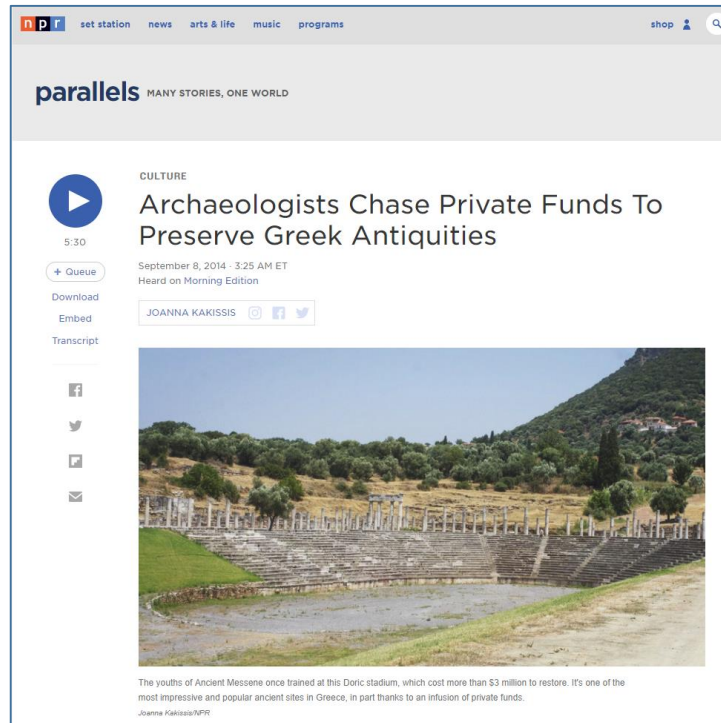 npr set station news arts & life music programs shop
parallels MANY STORIES, ONE WORLD
CULTURE
Archaeologists Chase Private Funds To
Preserve Greek Antiquities
September 8, 2014 · 3:25 AM ET
Heard on Morning Edition
JOANNA KAKISSIS
5:30
+ Queue
Download
Embed
Transcript
The youths of Ancient Messene once trained at this Doric stadium, which cost more than $3 million to restore. It's one of the
most impressive and popular ancient sites in Greece, in part thanks to an infusion of private funds.
Joanna Kakissis/NPR